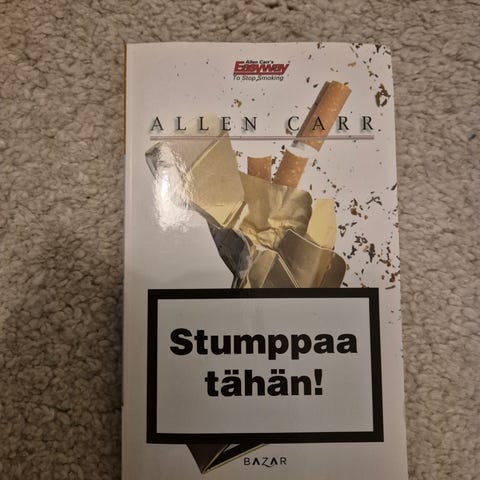 Allen Carr's
Easyway
To Stop Smoking
ALLEN CARR
Stumppaa
tähän!
BAZAR